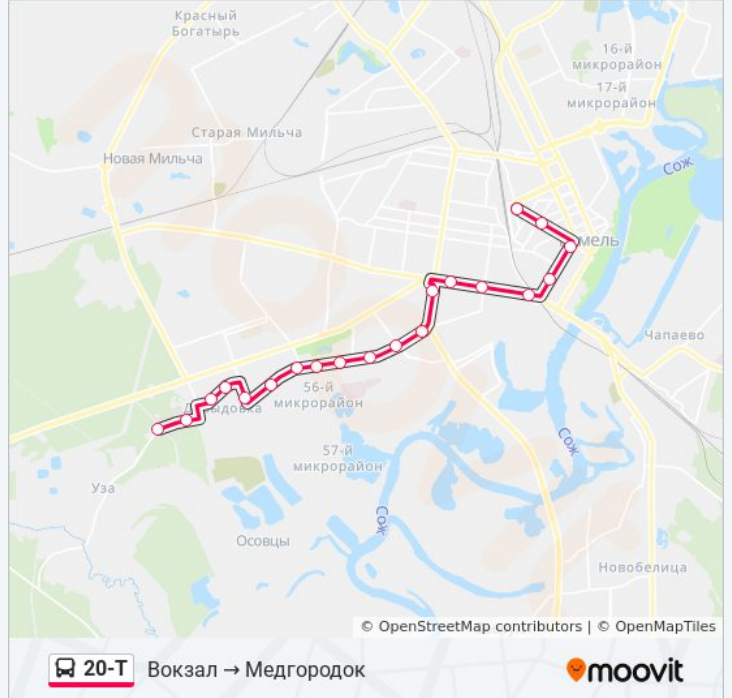 Красный
Богатырь
16-й
микрорайон
17-й
микрорайон
Старая Мильча
Новая Мильча
Сож
мель
Чапаево
56-й
микрорайон
57-й
микрорайон
Сож
Уза
Сож
Осовцы
Новобелица
© OpenStreetMap contributors | © OpenMapTiles
20-Т Вокзал → Медгородок
moovit